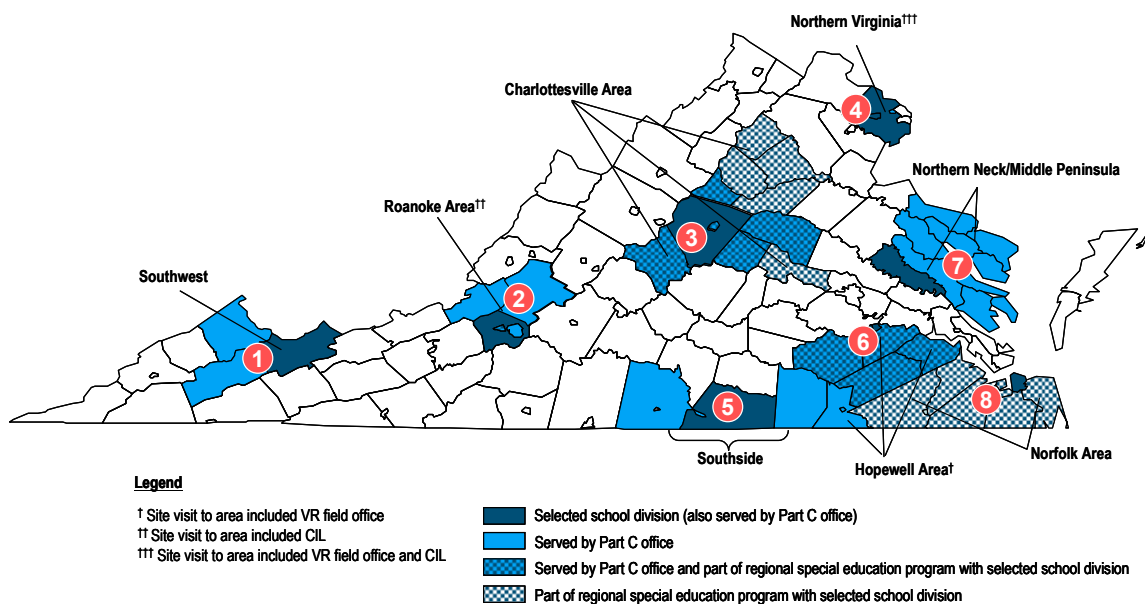 Northern Virginia†††
Charlottesville Area
4
Northern Neck/Middle Peninsula
Roanoke Area††
3
Southwest
7
2
1
6
5
8
Southside
Hopewell Area†
Norfolk Area
Legend
† Site visit to area included VR field office
†† Site visit to area included CIL
††† Site visit to area included VR field office and CIL
Selected school division (also served by Part C office)
Served by Part C office
Served by Part C office and part of regional special education program with selected school division
Part of regional special education program with selected school division